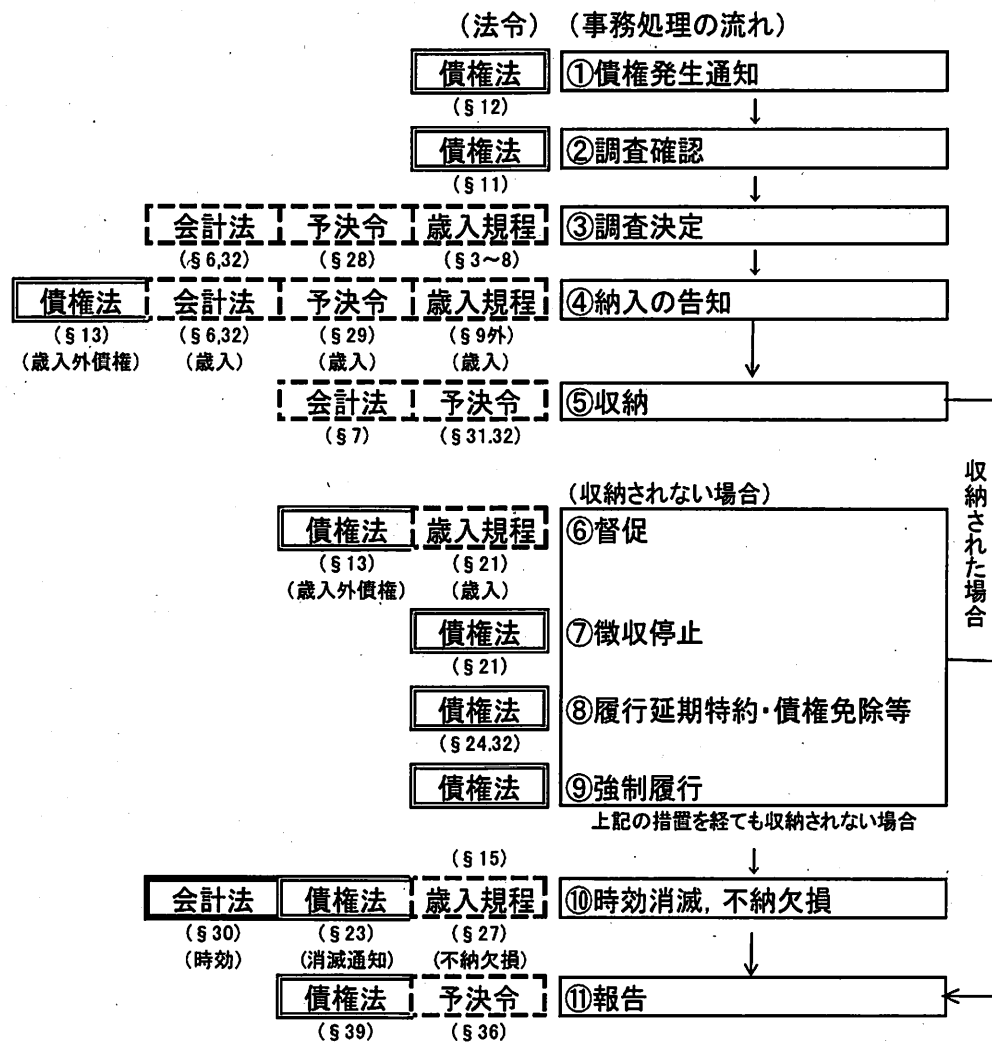 (法令) (事務処理の流れ)
債権法 ①債権発生通知
(§12) ↓
債権法 ②調査確認
(§11) ↓
会計法 予決令 歳入規程 ③調査決定
(§6,32) (§28) (§3～8) ↓
債権法 会計法 予決令 歳入規程 ④納入の告知
(§13) (§6,32) (§29) (§9外)
(歳入外債権) (歳入) (歳入) (歳入) ↓
会計法 予決令 ⑤収納
(§7) (§31.32)
収納された場合
(収納されない場合)
債権法 歳入規程 ⑥督促
(§13) (§21)
(歳入外債権) (歳入)
債権法 ⑦徴収停止
(§21)
債権法 ⑧履行延期特約・債権免除等
(§24.32)
債権法 ⑨強制履行
上記の措置を経ても収納されない場合
(§15) ↓
会計法 債権法 歳入規程 ⑩時効消滅，不納欠損
(§30) (§23) (§27)
(時効) (消滅通知) (不納欠損) ↓
債権法 予決令 ⑪報告
(§39) (§36)